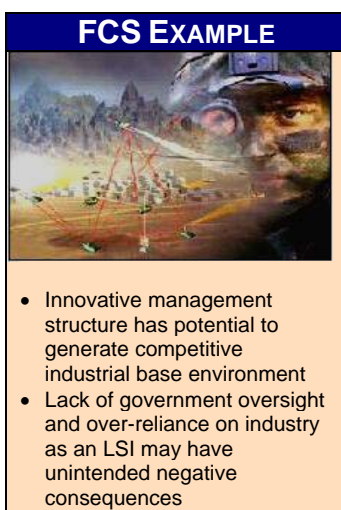 FCS EXAMPLE
• Innovative management
structure has potential to
generate competitive
industrial base environment
• Lack of government oversight
and over-reliance on industry
as an LSI may have
unintended negative
consequences